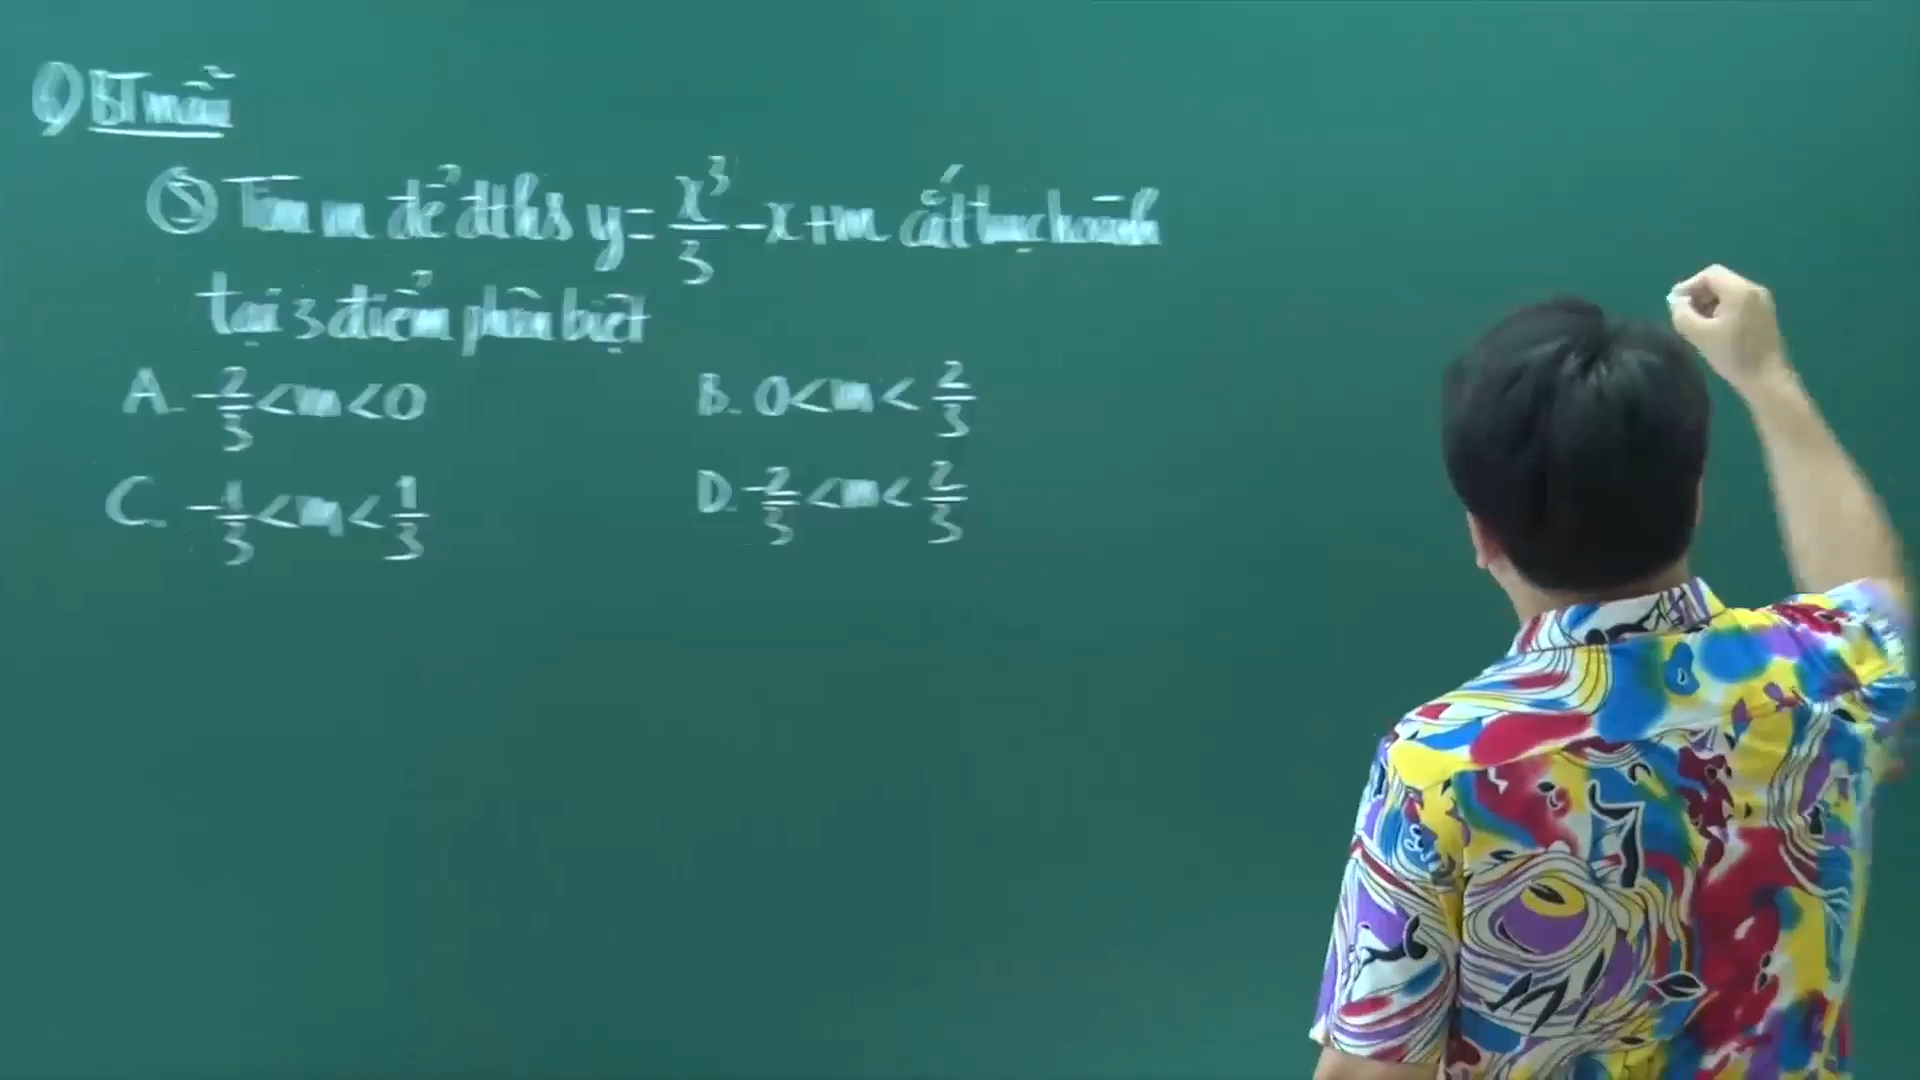 6) BT mẫu
⑤ Tìm m để đths y = x³/3 - x + m cắt trục hoành
tại 3 điểm phân biệt
A. -2/3 < m < 0
B. 0 < m < 2/3
C. -1/3 < m < 1/3
D. -2/3 < m < 2/3